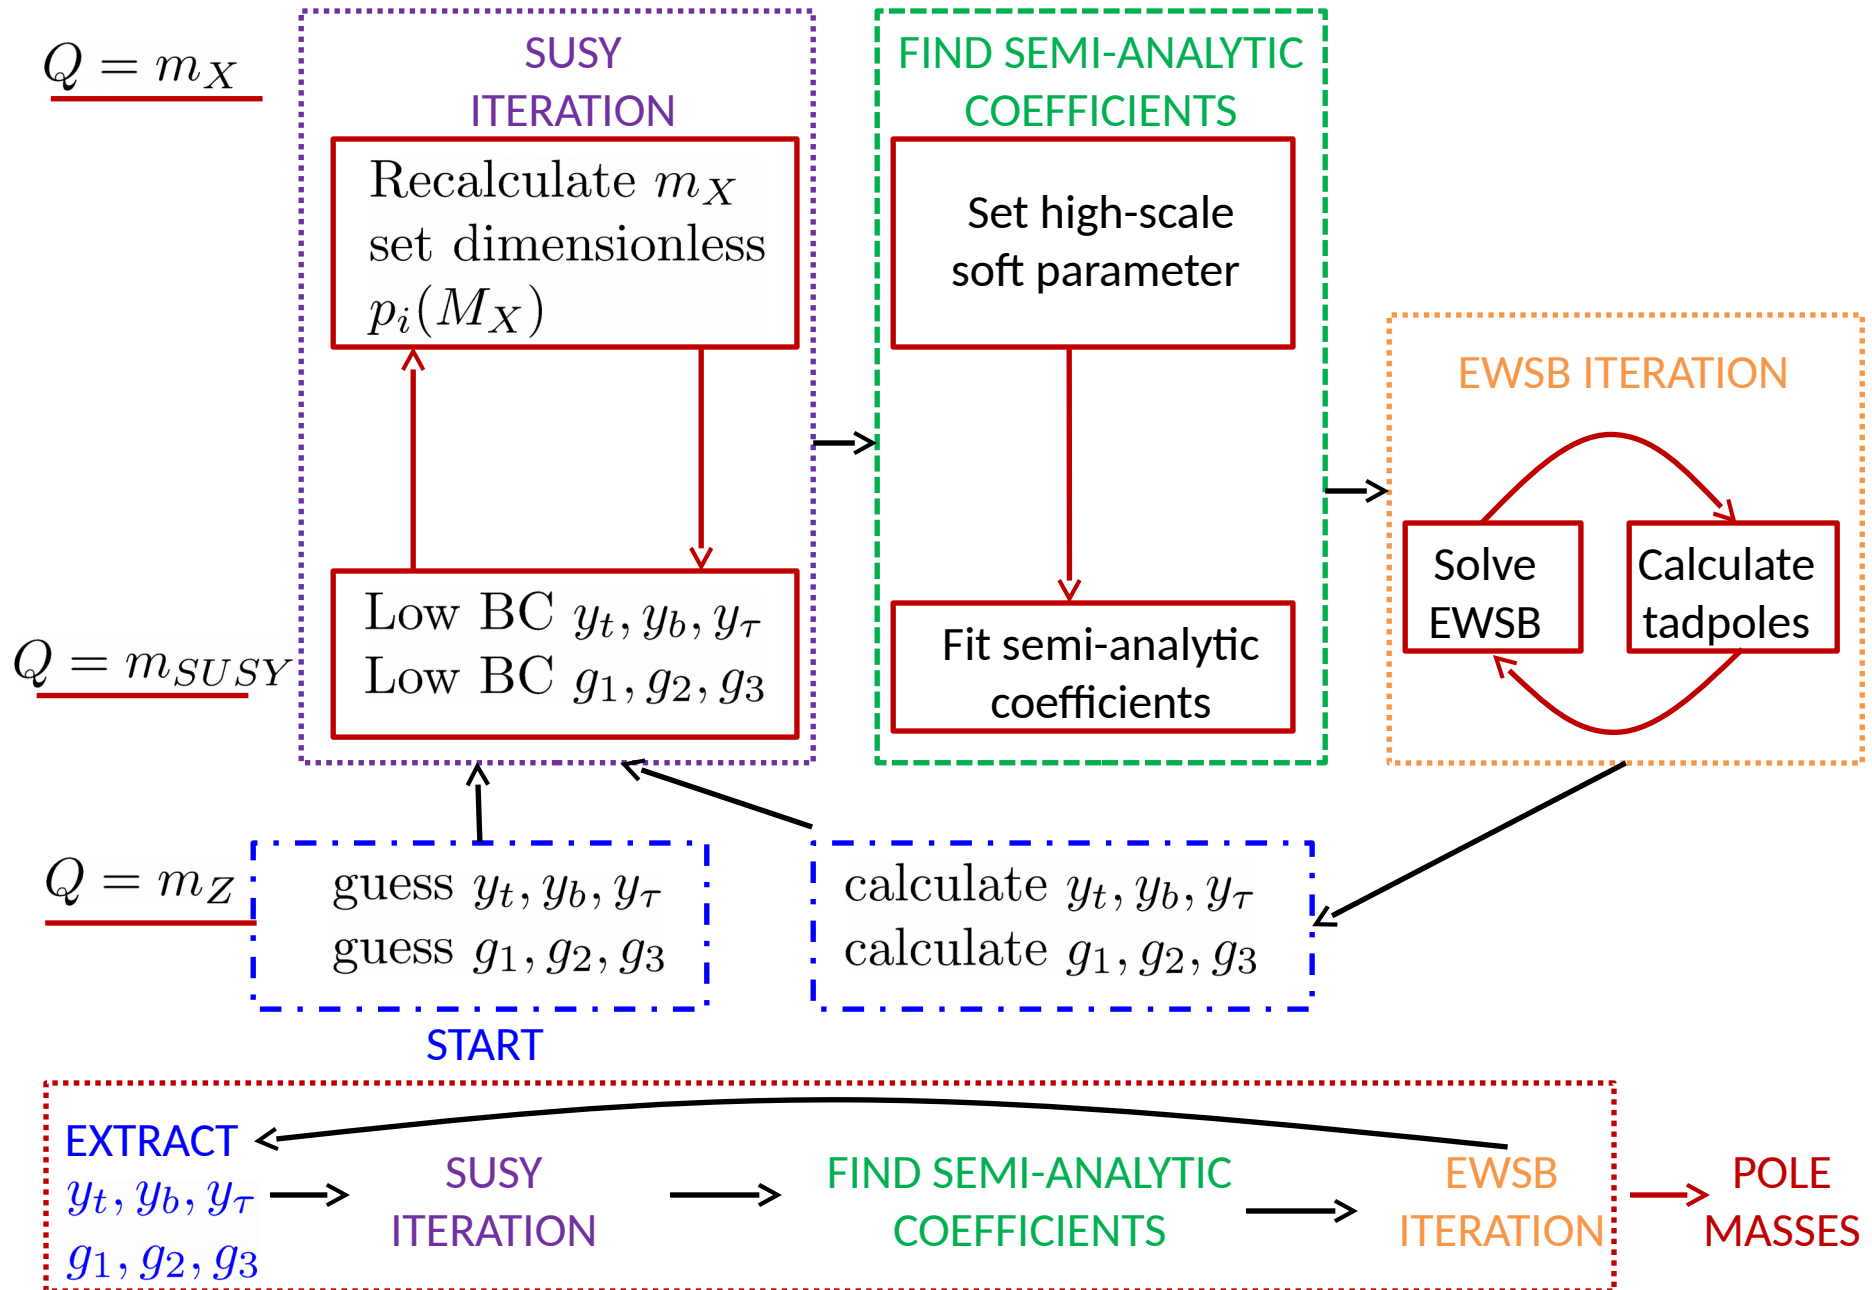 Q = m_X
SUSY
ITERATION
Recalculate m_X
set dimensionless
p_i(M_X)
FIND SEMI-ANALYTIC
COEFFICIENTS
Set high-scale
soft parameter
EWSB ITERATION
Solve
EWSB
Calculate
tadpoles
Q = m_{SUSY}
Low BC y_t, y_b, y_τ
Low BC g_1, g_2, g_3
Fit semi-analytic
coefficients
Q = m_Z
guess y_t, y_b, y_τ
guess g_1, g_2, g_3
calculate y_t, y_b, y_τ
calculate g_1, g_2, g_3
START
EXTRACT
y_t, y_b, y_τ
g_1, g_2, g_3
SUSY
ITERATION
FIND SEMI-ANALYTIC
COEFFICIENTS
EWSB
ITERATION
POLE
MASSES